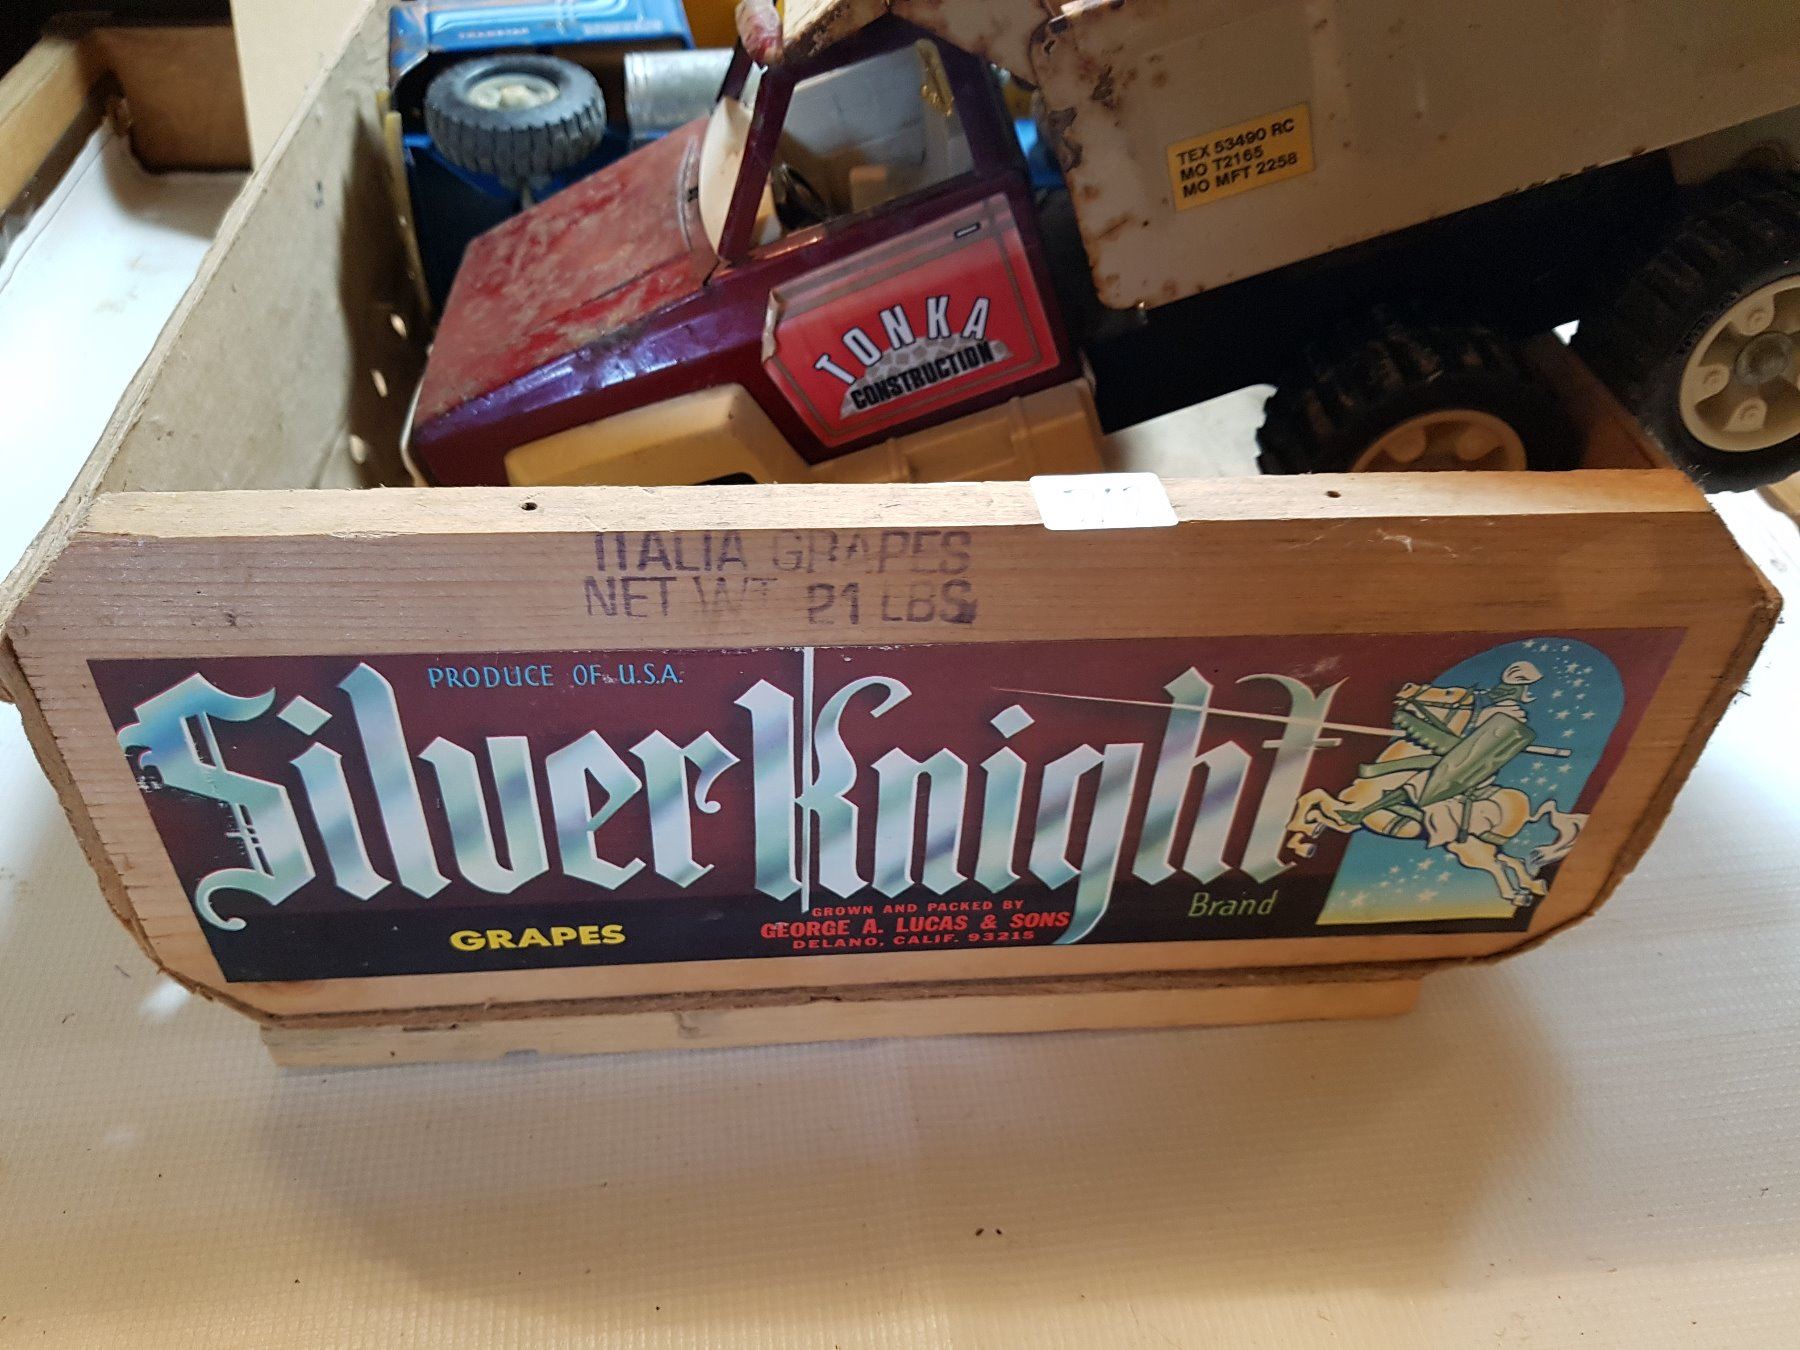 TRANSTAR
TEX 53490 RC
MO T2165
MO MFT 2258
TONKA
CONSTRUCTION
ITALIA GRAPES
NET WT 21 LBS
PRODUCE OF U.S.A.
Silver Knight
Brand
GRAPES
GROWN AND PACKED BY
GEORGE A. LUCAS & SONS
DELANO, CALIF. 93215